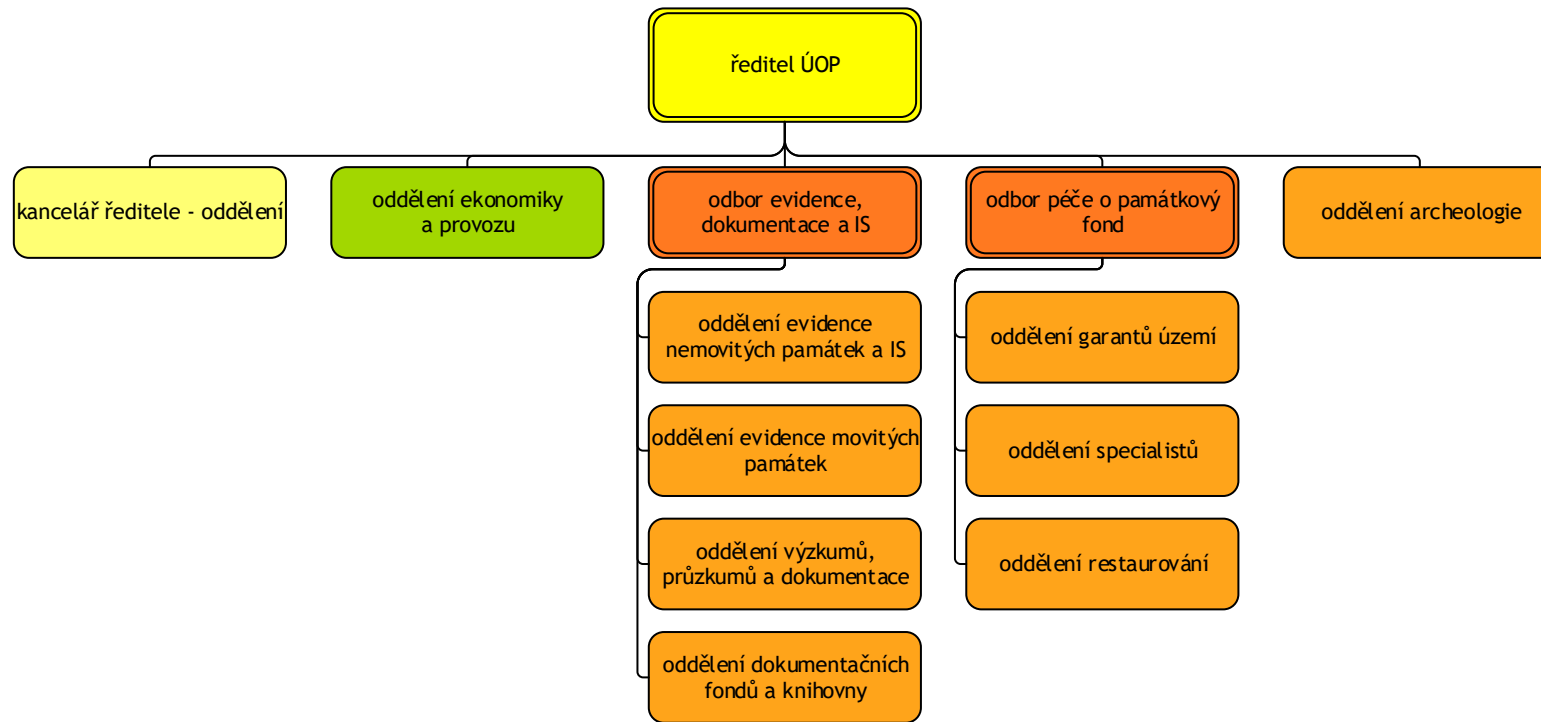 ředitel ÚOP
kancelář ředitele - oddělení
oddělení ekonomiky
a provozu
odbor evidence,
dokumentace a IS
odbor péče o památkový
fond
oddělení archeologie
oddělení evidence
nemovitých památek a IS
oddělení evidence movitých
památek
oddělení výzkumů,
průzkumů a dokumentace
oddělení dokumentačních
fondů a knihovny
oddělení garantů území
oddělení specialistů
oddělení restaurování